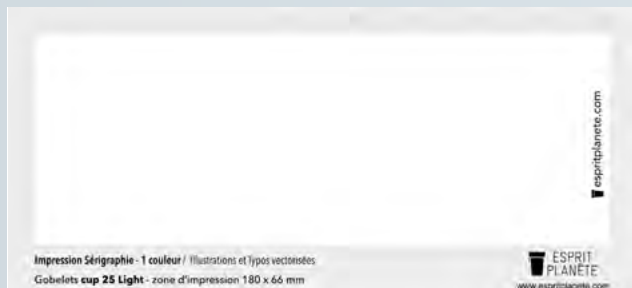 espritplanete.com
Impression Sérigraphie - 1 couleur / Illustrations et Typos vectorisées
Gobelets cup 25 Light - zone d'impression 180 x 66 mm
ESPRIT
PLANÈTE
www.espritplanete.com